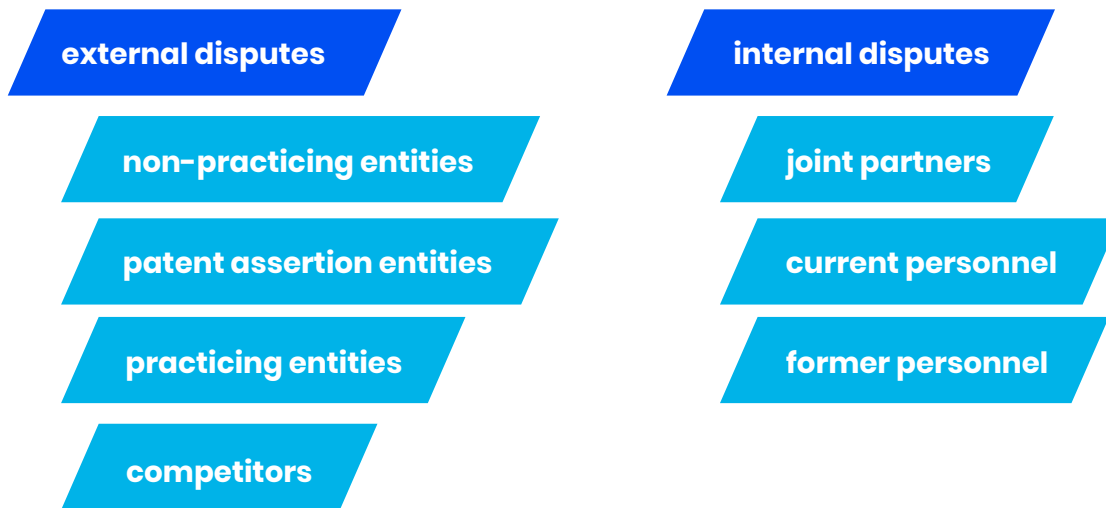 external disputes
non-practicing entities
patent assertion entities
practicing entities
competitors
internal disputes
joint partners
current personnel
former personnel